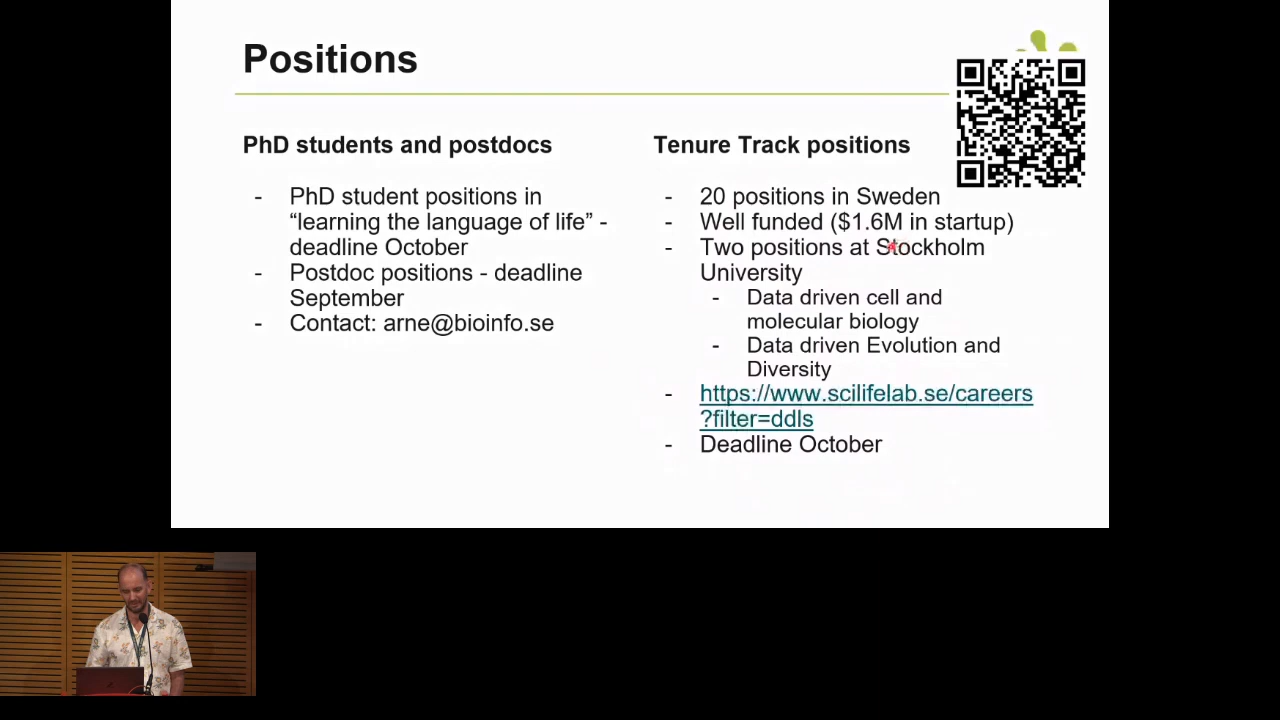 Positions
PhD students and postdocs
- PhD student positions in
“learning the language of life” -
deadline October
- Postdoc positions - deadline
September
- Contact: arne@bioinfo.se
Tenure Track positions
- 20 positions in Sweden
- Well funded ($1.6M in startup)
- Two positions at Stockholm
University
- Data driven cell and
molecular biology
- Data driven Evolution and
Diversity
- https://www.scilifelab.se/careers
?filter=ddls
- Deadline October